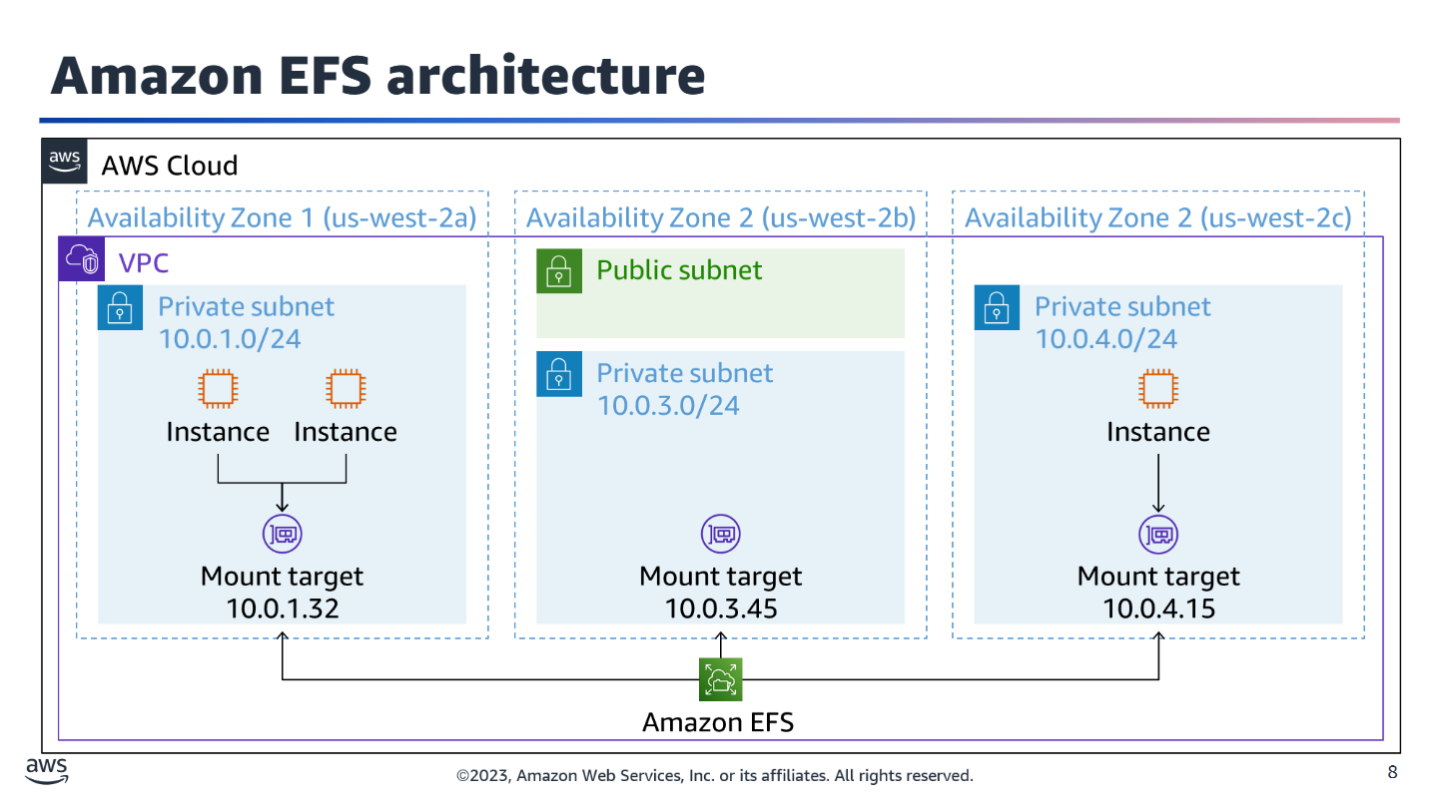 Amazon EFS architecture
aws
AWS Cloud
Availability Zone 1 (us-west-2a)
Availability Zone 2 (us-west-2b)
Availability Zone 2 (us-west-2c)
VPC
Private subnet
10.0.1.0/24
Instance
Instance
Mount target
10.0.1.32
Public subnet
Private subnet
10.0.3.0/24
Mount target
10.0.3.45
Private subnet
10.0.4.0/24
Instance
Mount target
10.0.4.15
Amazon EFS
aws
©2023, Amazon Web Services, Inc. or its affiliates. All rights reserved.
8